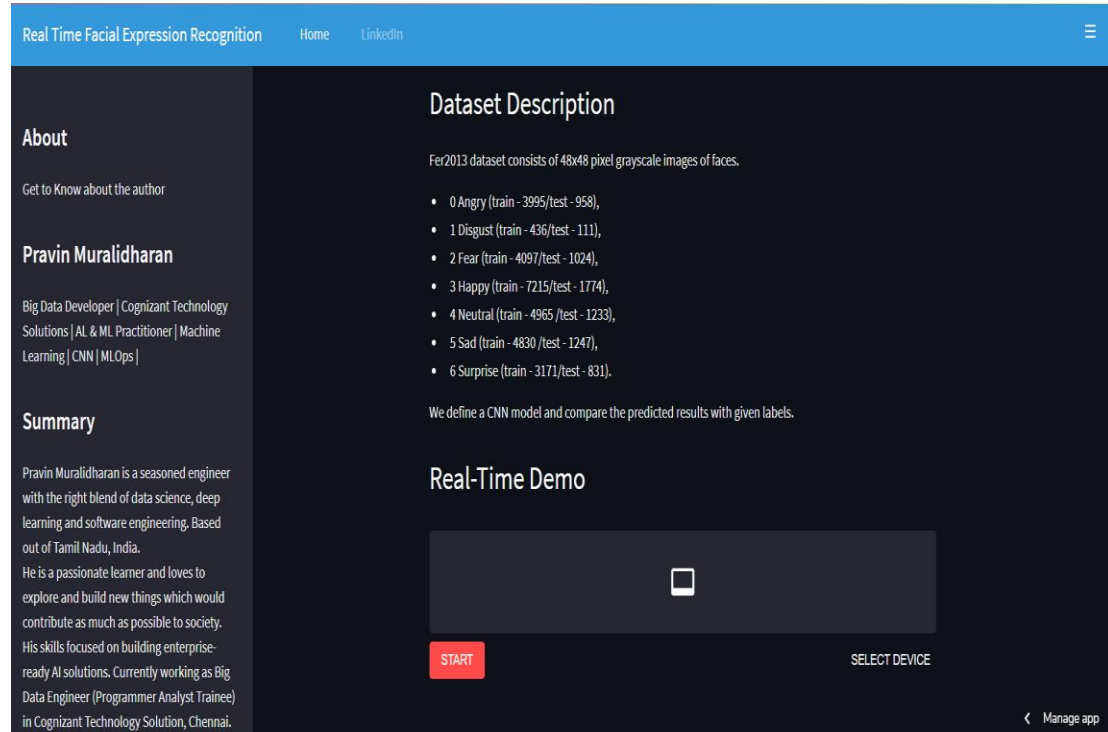 Real Time Facial Expression Recognition Home LinkedIn
About
Get to Know about the author
Pravin Muralidharan
Big Data Developer | Cognizant Technology
Solutions | AL & ML Practitioner | Machine
Learning | CNN | MLOps |
Summary
Pravin Muralidharan is a seasoned engineer
with the right blend of data science, deep
learning and software engineering. Based
out of Tamil Nadu, India.
He is a passionate learner and loves to
explore and build new things which would
contribute as much as possible to society.
His skills focused on building enterprise-
ready AI solutions. Currently working as Big
Data Engineer (Programmer Analyst Trainee)
in Cognizant Technology Solution, Chennai.
Dataset Description
Fer2013 dataset consists of 48x48 pixel grayscale images of faces.
• 0 Angry (train - 3995/test - 958),
• 1 Disgust (train - 436/test - 111),
• 2 Fear (train - 4097/test - 1024),
• 3 Happy (train - 7215/test - 1774),
• 4 Neutral (train - 4965 /test - 1233),
• 5 Sad (train - 4830 /test - 1247),
• 6 Surprise (train - 3171/test - 831).
We define a CNN model and compare the predicted results with given labels.
Real-Time Demo
START SELECT DEVICE
Manage app